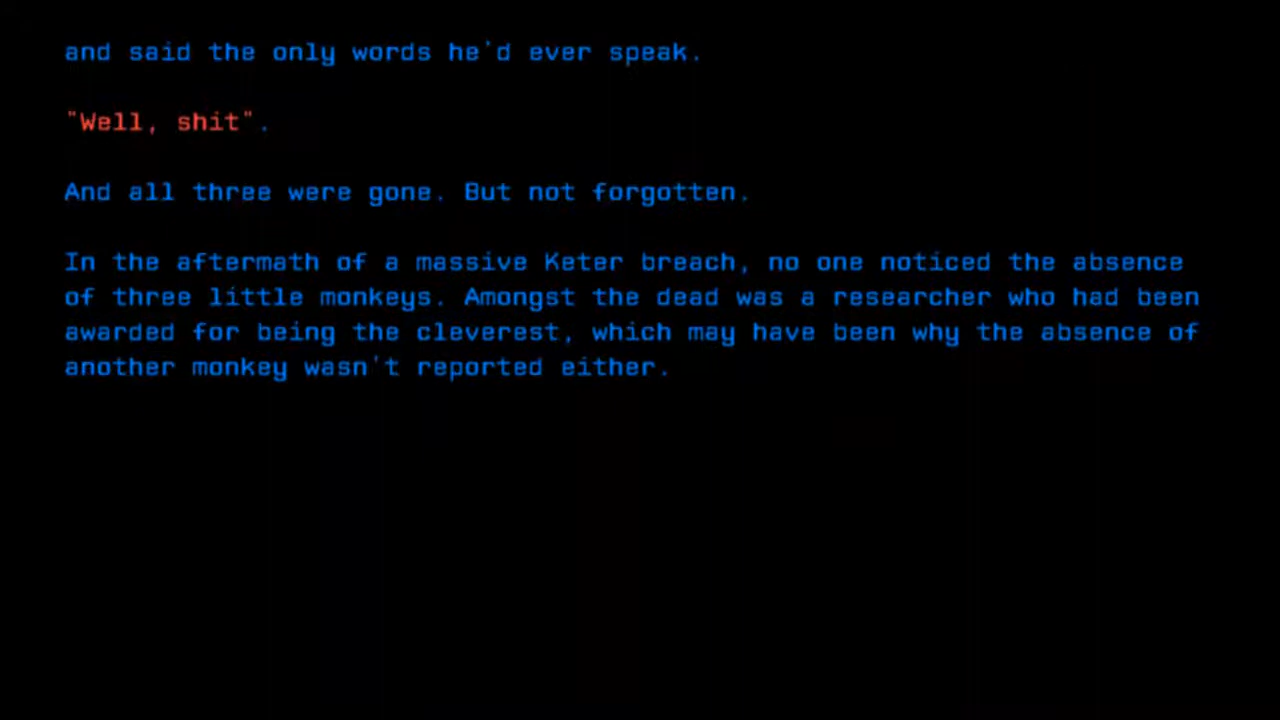 and said the only words he'd ever speak.
"Well, shit".
And all three were gone. But not forgotten.
In the aftermath of a massive Keter breach, no one noticed the absence
of three little monkeys. Amongst the dead was a researcher who had been
awarded for being the cleverest, which may have been why the absence of
another monkey wasn't reported either.